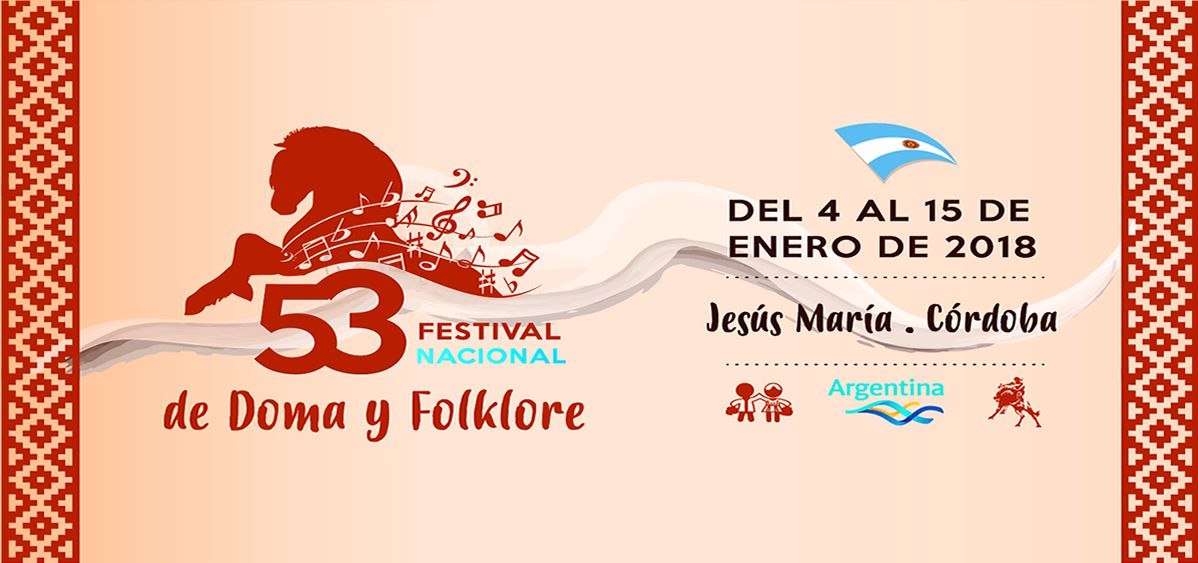 53 FESTIVAL
NACIONAL
de Doma y Folklore
DEL 4 AL 15 DE
ENERO DE 2018
Jesús María . Córdoba
Argentina